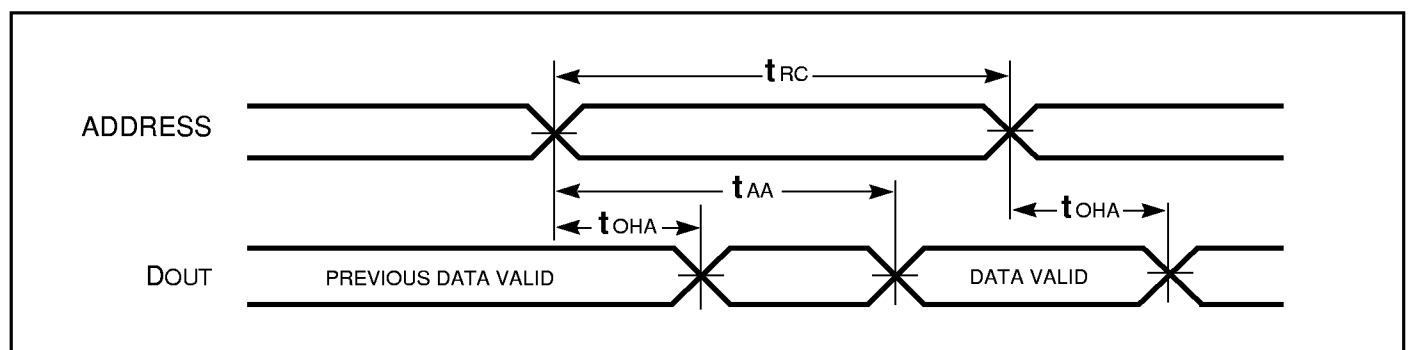 tRC
ADDRESS
tAA
tOHA
tOHA
DOUT
PREVIOUS DATA VALID
DATA VALID